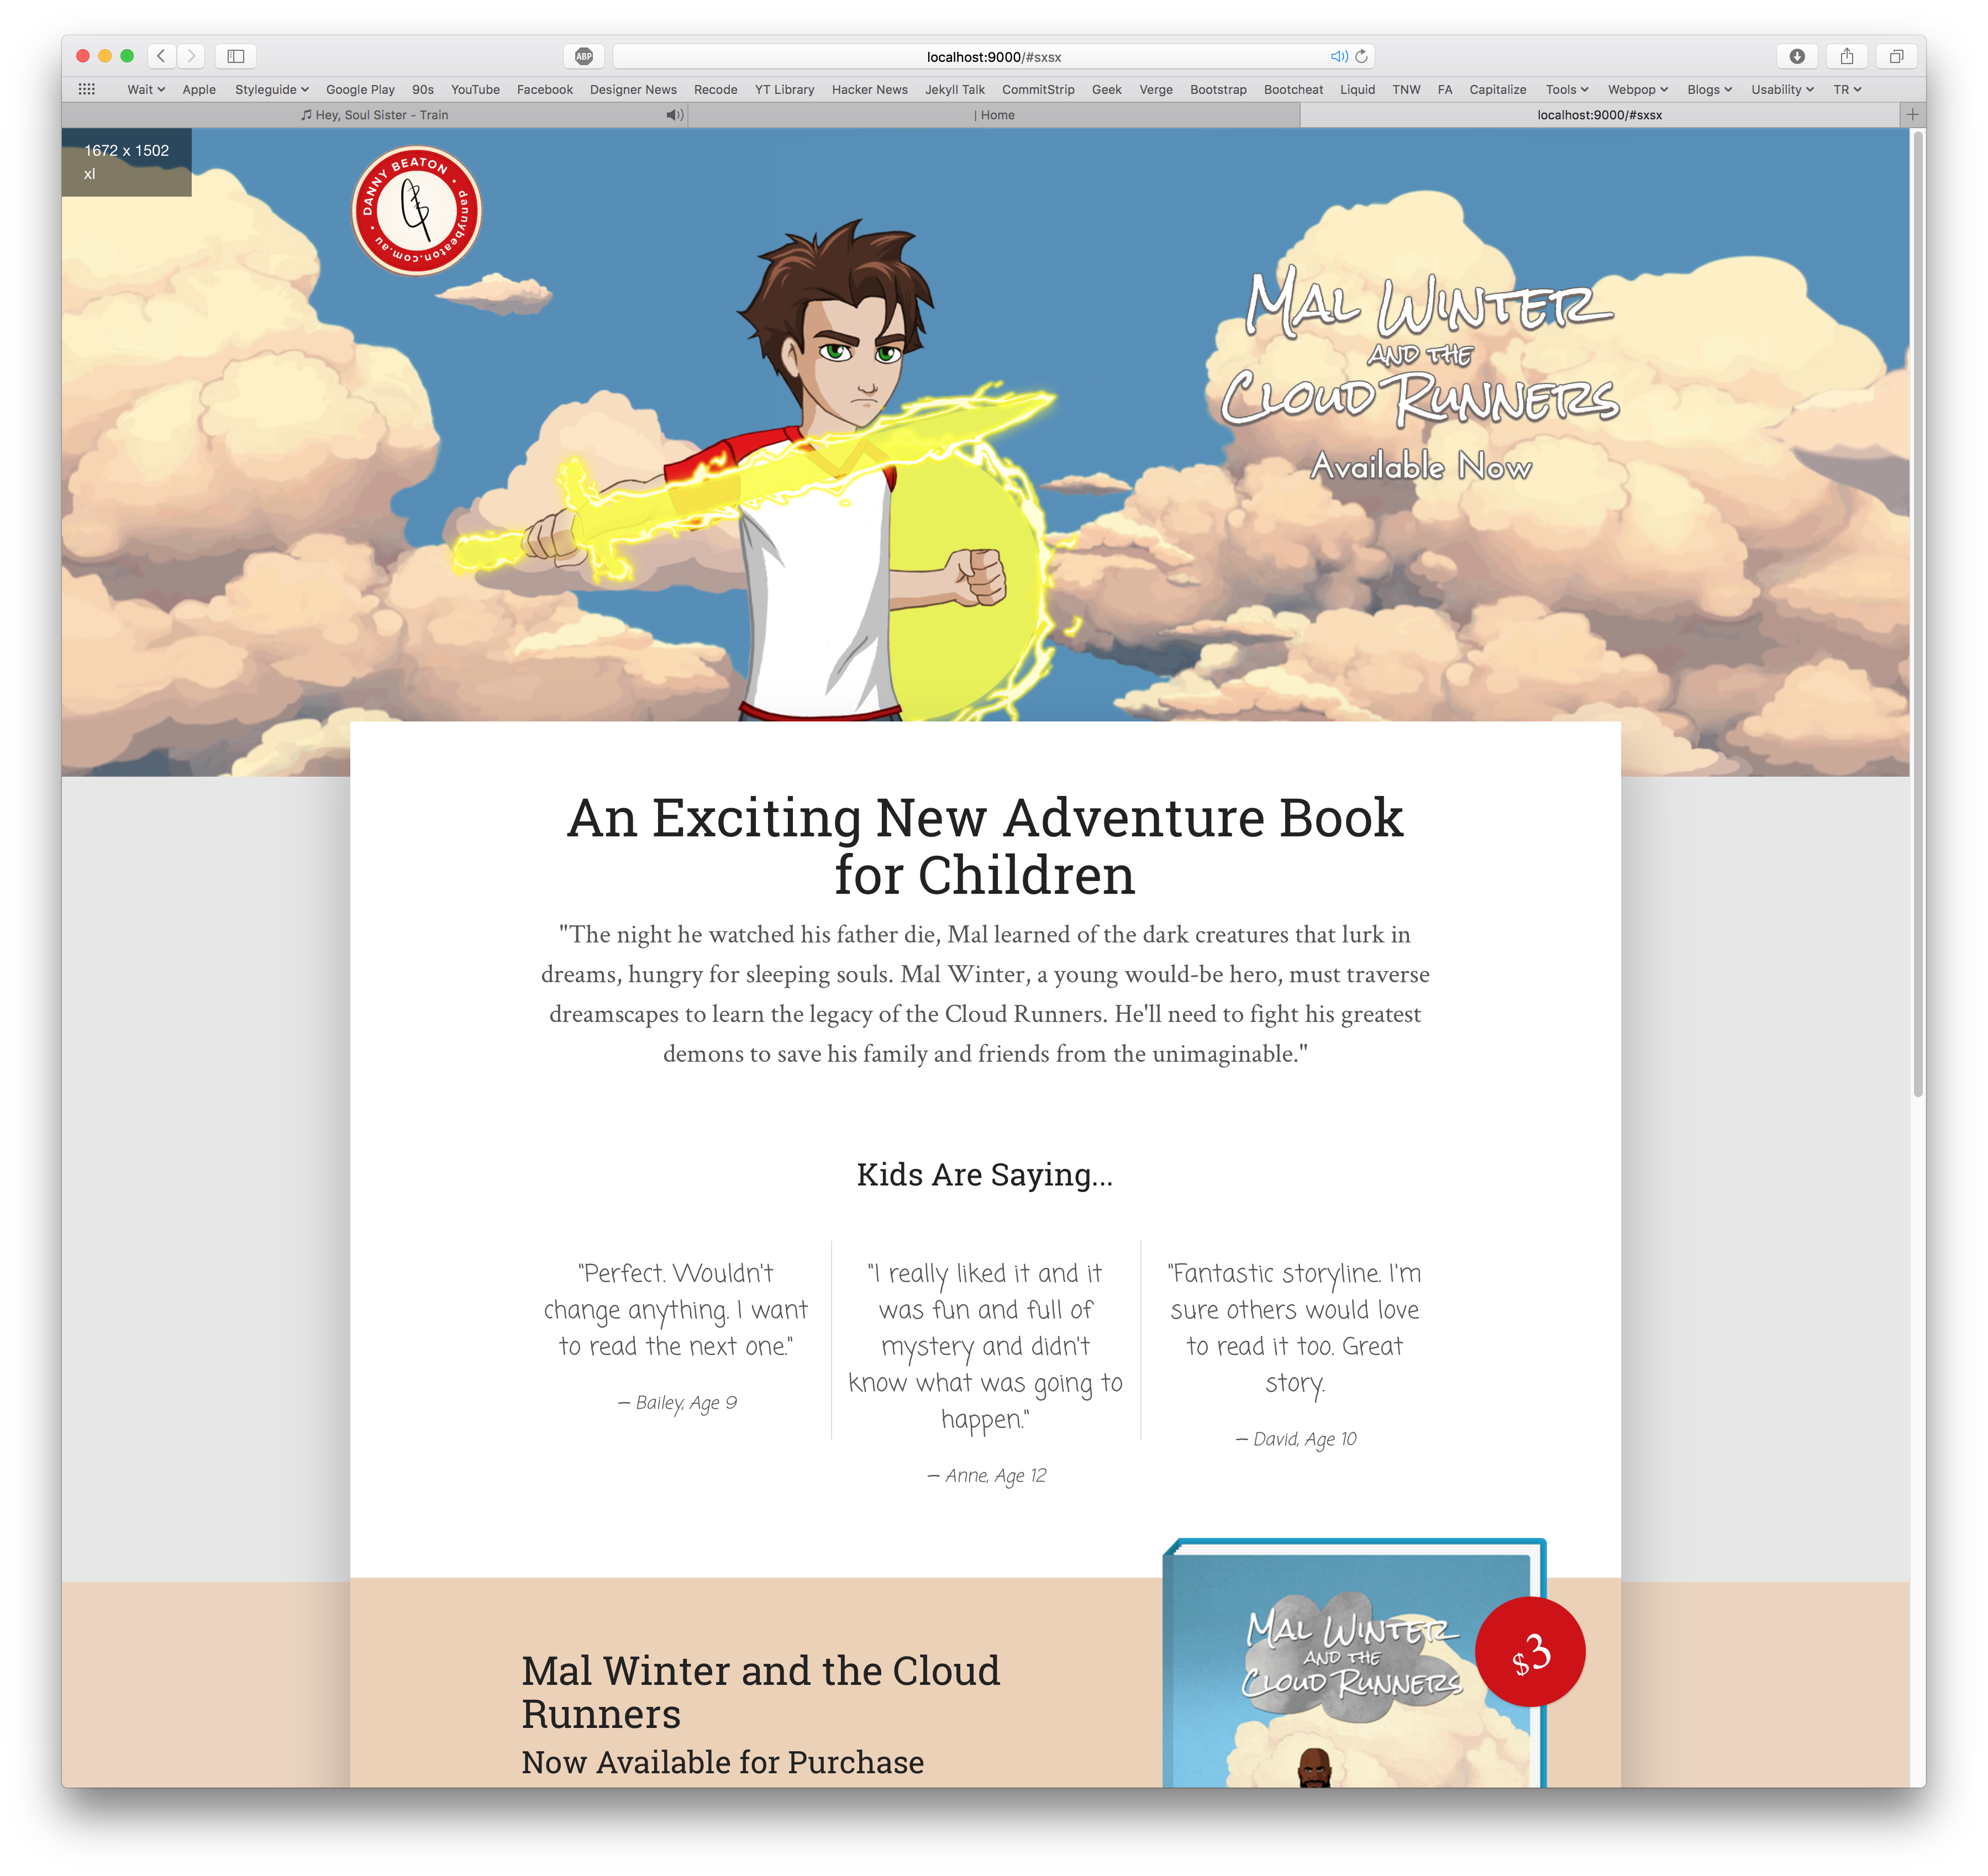 ABP
localhost:9000/#sxsx
Wait Apple Styleguide Google Play 90s YouTube Facebook Designer News Recode YT Library Hacker News Jekyll Talk CommitStrip Geek Verge Bootstrap Bootcheat Liquid TNW FA Capitalize Tools Webpop Blogs Usability TR
Hey, Soul Sister - Train
| Home
localhost:9000/#sxsx
1672 x 1502
xl
DANNY BEATON • dannybeaton.com.au •
MAL WINTER
AND THE
CLOUD RUNNERS
Available Now
An Exciting New Adventure Book
for Children
"The night he watched his father die, Mal learned of the dark creatures that lurk in
dreams, hungry for sleeping souls. Mal Winter, a young would-be hero, must traverse
dreamscapes to learn the legacy of the Cloud Runners. He'll need to fight his greatest
demons to save his family and friends from the unimaginable."
Kids Are Saying...
"Perfect. Wouldn't
change anything. I want
to read the next one."
– Bailey, Age 9
"I really liked it and it
was fun and full of
mystery and didn't
know what was going to
happen."
– Anne, Age 12
"Fantastic storyline. I'm
sure others would love
to read it too. Great
story.
– David, Age 10
Mal Winter and the Cloud
Runners
Now Available for Purchase
MAL WINTER
AND THE
CLOUD RUNNERS
$3